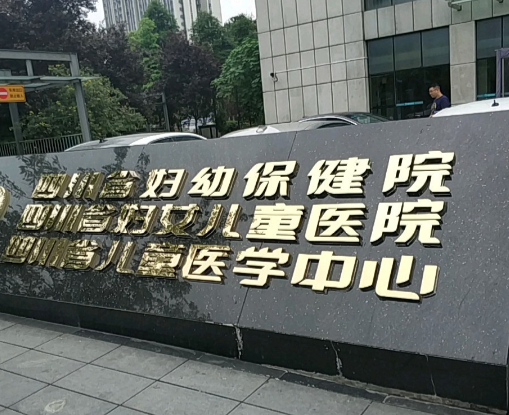 四川省妇幼保健院
四川省妇女儿童医院
四川省儿童医学中心